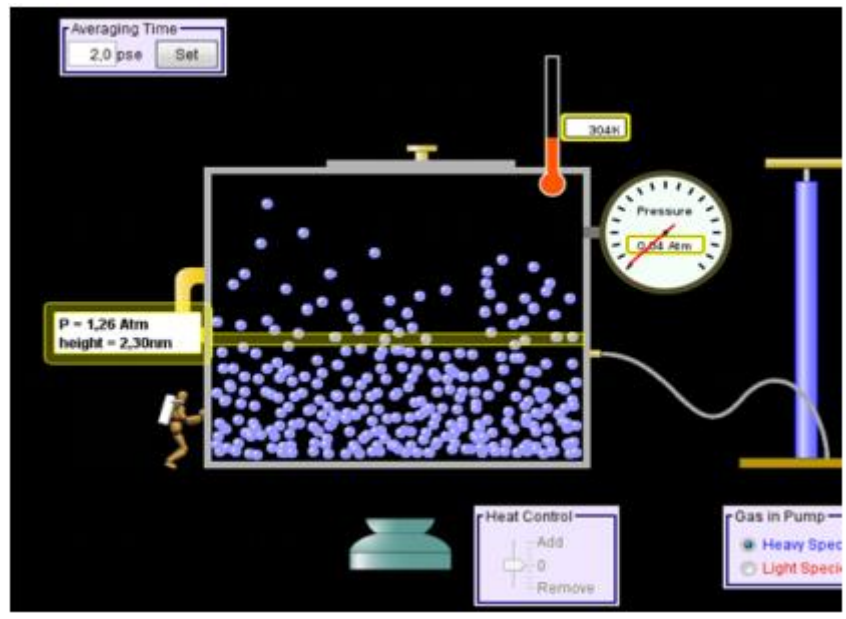 Averaging Time
2,0 pse Set
304K
Pressure
0,04 Atm
P = 1,26 Atm
height = 2,30nm
Heat Control
Add
0
Remove
Gas in Pump
Heavy Spec
Light Speci